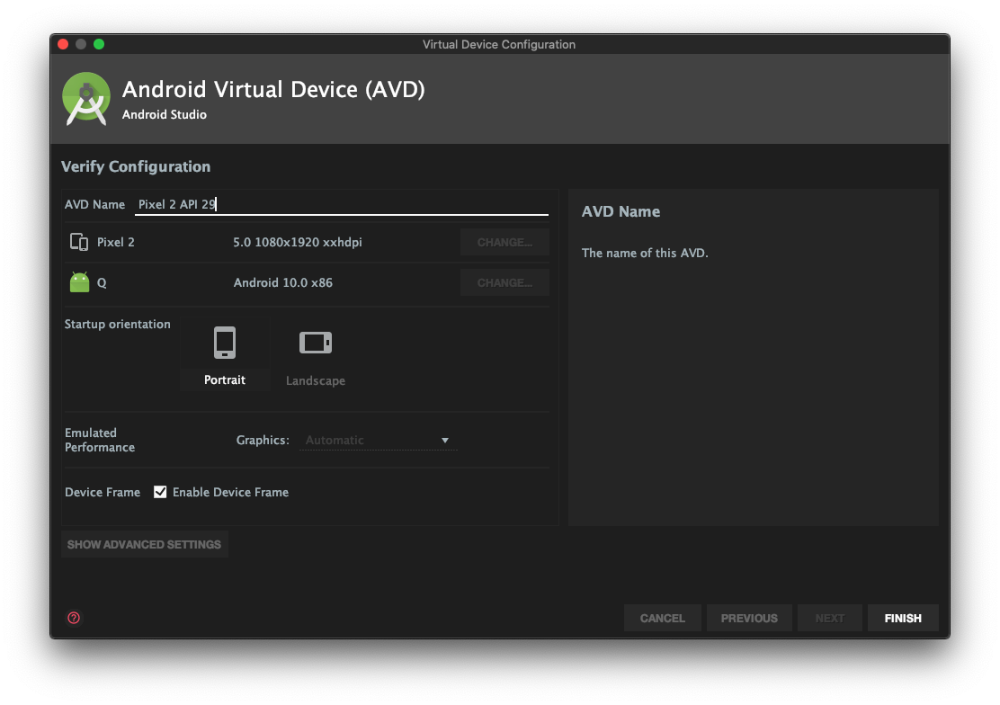 Virtual Device Configuration
Android Virtual Device (AVD)
Android Studio
Verify Configuration
AVD Name Pixel 2 API 29
Pixel 2 5.0 1080x1920 xxhdpi CHANGE...
Q Android 10.0 x86 CHANGE...
Startup orientation
Portrait Landscape
Emulated
Performance
Graphics: Automatic
Device Frame Enable Device Frame
AVD Name
The name of this AVD.
SHOW ADVANCED SETTINGS
?
CANCEL PREVIOUS NEXT FINISH